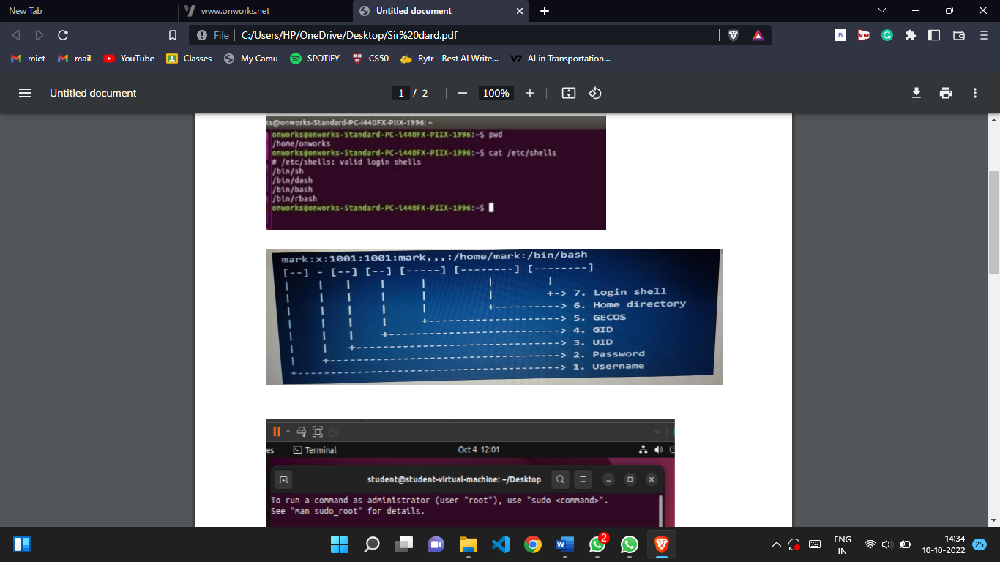 New Tab
www.onworks.net
Untitled document
File
C:/Users/HP/OneDrive/Desktop/Sir%20dard.pdf
miet
mail
YouTube
Classes
My Camu
SPOTIFY
CS50
Rytr - Best AI Write...
AI in Transportation...
Untitled document
1 / 2
100%
ks@onworks-Standard-PC-i440FX-PIIX-1996: ~
onworks@onworks-Standard-PC-i440FX-PIIX-1996:~$ pwd
/home/onworks
onworks@onworks-Standard-PC-i440FX-PIIX-1996:~$ cat /etc/shells
# /etc/shells: valid login shells
/bin/sh
/bin/dash
/bin/bash
/bin/rbash
onworks@onworks-Standard-PC-i440FX-PIIX-1996:~$
mark:x:1001:1001:mark,,,:/home/mark:/bin/bash
[--] - [--] [--] [-----] [--------] [--------]
7. Login shell
6. Home directory
5. GECOS
4. GID
3. UID
2. Password
1. Username
es
Terminal
Oct 4 12:01
student@student-virtual-machine: ~/Desktop
To run a command as administrator (user "root"), use "sudo <command>".
See "man sudo_root" for details.
2
ENG
IN
14:34
10-10-2022
25